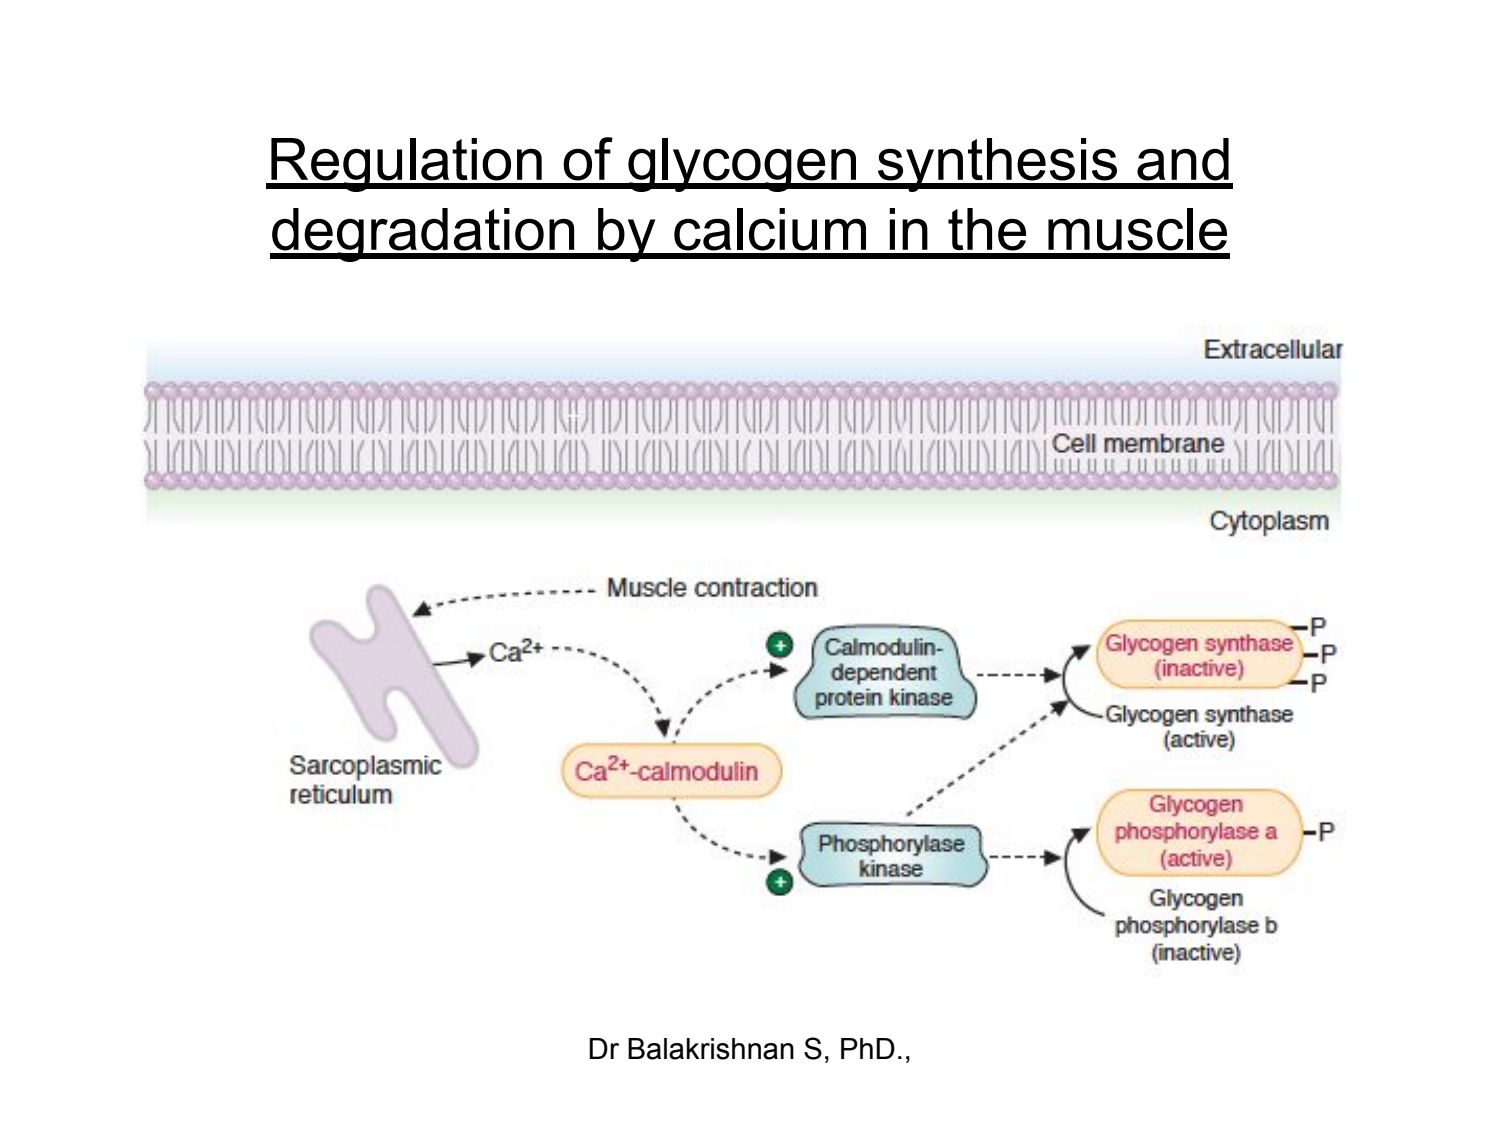 Regulation of glycogen synthesis and
degradation by calcium in the muscle
Extracellular
Cell membrane
Cytoplasm
Muscle contraction
Ca2+
Sarcoplasmic
reticulum
Ca2+-calmodulin
+
Calmodulin-
dependent
protein kinase
+
Phosphorylase
kinase
Glycogen synthase
(inactive)
P
P
P
Glycogen synthase
(active)
Glycogen
phosphorylase a
(active)
P
Glycogen
phosphorylase b
(inactive)
Dr Balakrishnan S, PhD.,